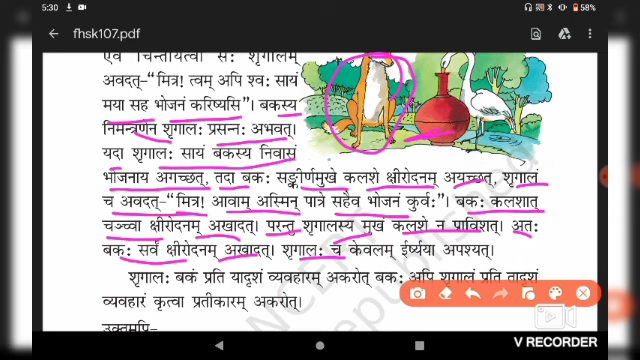 5:30
58%
fhsk107.pdf
एवं चिन्तयित्वा सः शृगालम्
अवदत्-“मित्र! त्वम् अपि श्वः सायं
मया सह भोजनं करिष्यसि”। बकस्य
निमन्त्रणेन शृगालः प्रसन्नः अभवत्।
यदा शृगालः सायं बकस्य निवासं
भोजनाय अगच्छत्, तदा बकः सङ्कीर्णमुखे कलशे क्षीरोदनम् अयच्छत्, शृगालं
च अवदत्-“मित्र! आवाम् अस्मिन् पात्रे सहैव भोजनं कुर्वः”। बकः कलशात्
चञ्च्वा क्षीरोदनम् अखादत्। परन्तु शृगालस्य मुखं कलशे न प्राविशत्। अतः
बकः सर्वं क्षीरोदनम् अखादत्। शृगालः च केवलम् ईर्ष्यया अपश्यत्।
शृगालः बकं प्रति यादृशं व्यवहारम् अकरोत् बकः अपि शृगालं प्रति तादृशं
व्यवहारं कृत्वा प्रतीकारम् अकरोत्।
उक्तमपि-
V RECORDER